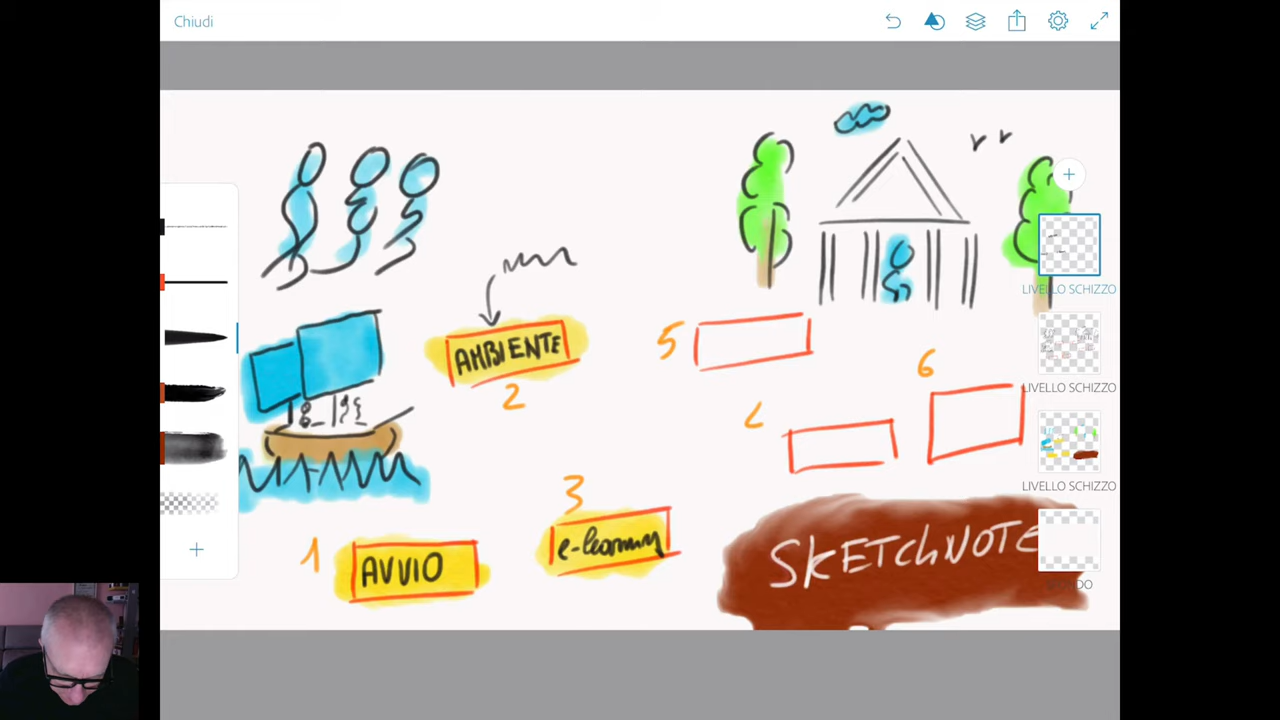 Chiudi
5
AMBIENTE
6
2
4
LIVELLO SCHIZZO
LIVELLO SCHIZZO
LIVELLO SCHIZZO
3
e-learning
1
AVVIO
SKETCHNOTE